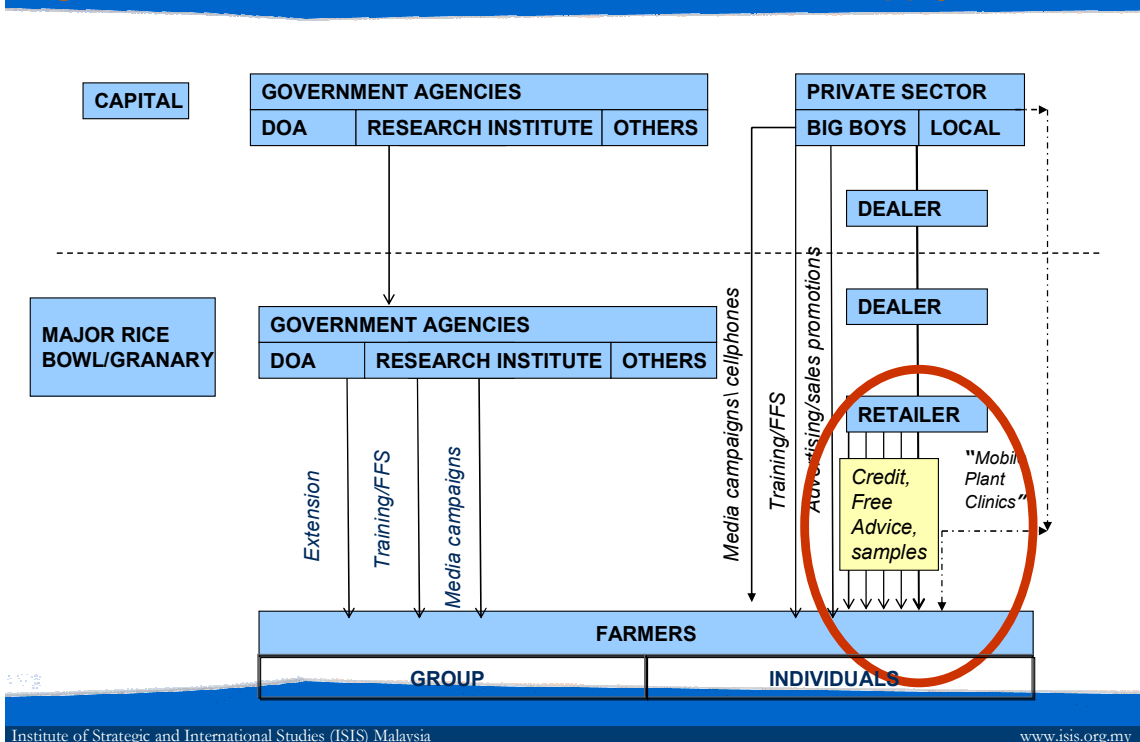 CAPITAL
GOVERNMENT AGENCIES
DOA RESEARCH INSTITUTE OTHERS
PRIVATE SECTOR
BIG BOYS LOCAL
DEALER
DEALER
MAJOR RICE
BOWL/GRANARY
GOVERNMENT AGENCIES
DOA RESEARCH INSTITUTE OTHERS
RETAILER
Extension
Training/FFS
Media campaigns
Media campaigns\ cellphones
Training/FFS
Advertising/sales promotions
Credit,
Free
Advice,
samples
"Mobile
Plant
Clinics"
FARMERS
GROUP INDIVIDUALS
Institute of Strategic and International Studies (ISIS) Malaysia
www.isis.org.my